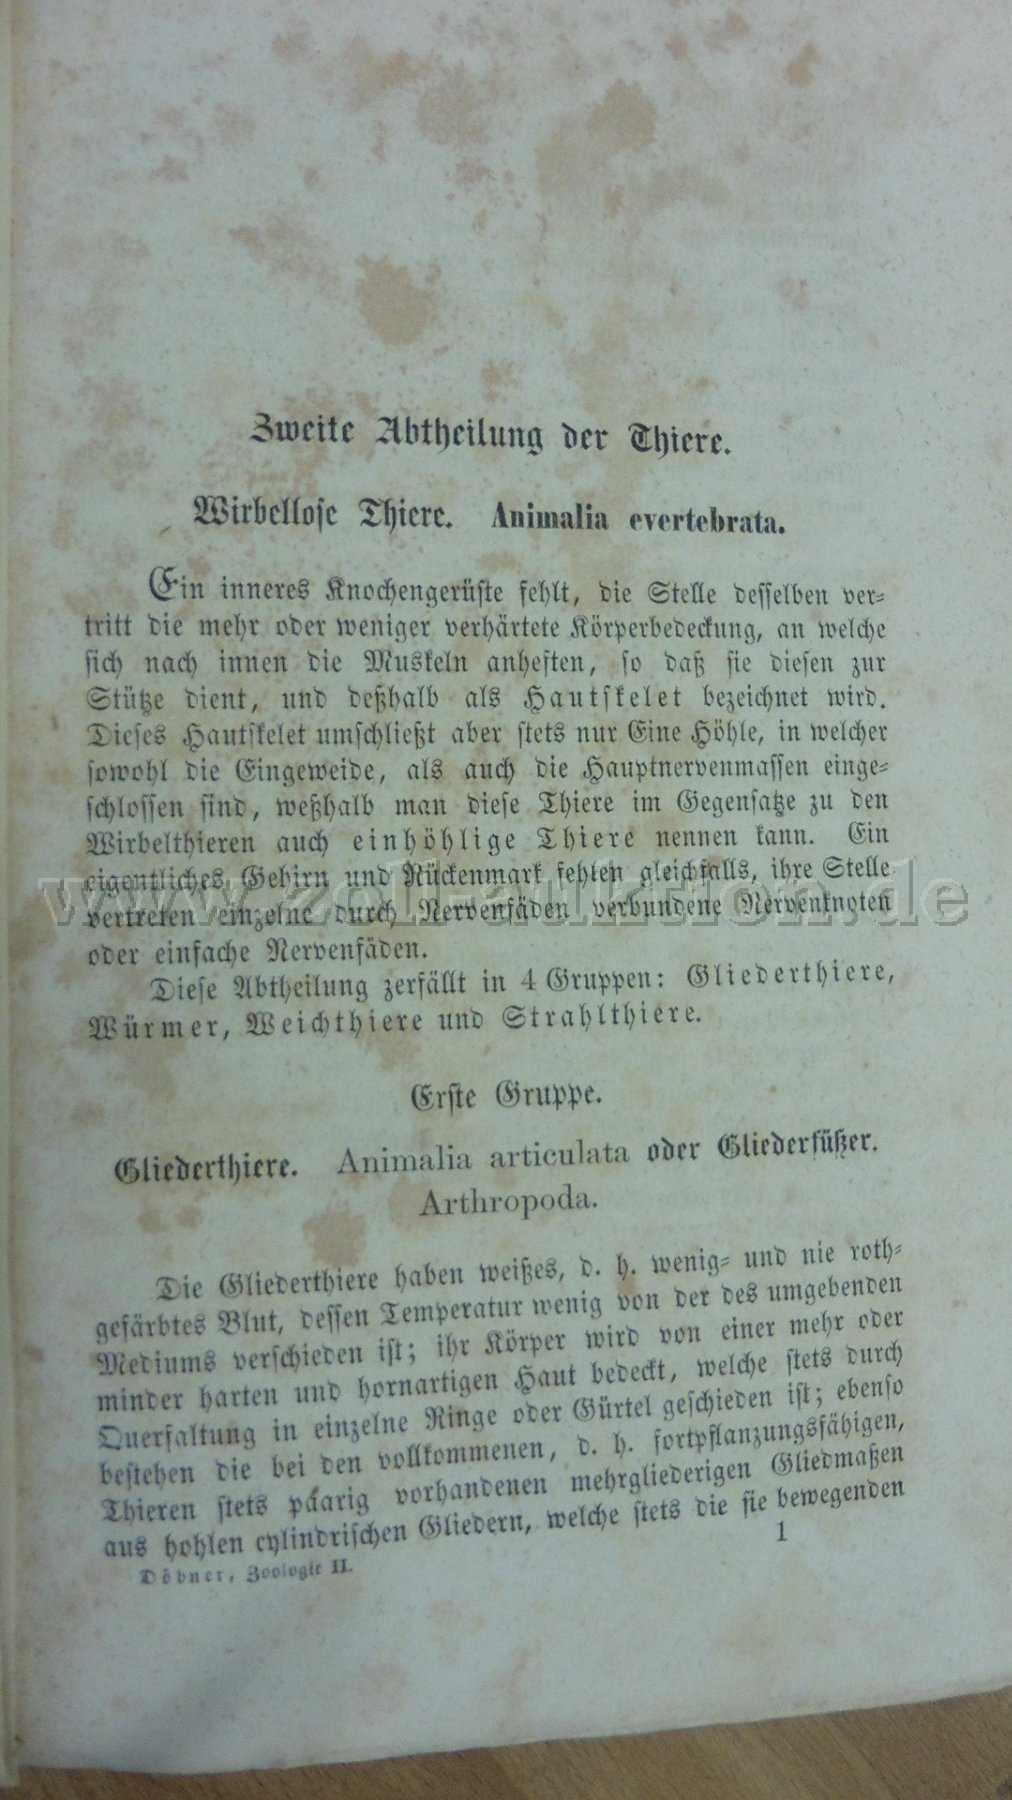 Zweite Abtheilung der Thiere.
Wirbellose Thiere. Animalia evertebrata.
Ein inneres Knochengerüste fehlt, die Stelle desselben ver-
tritt die mehr oder weniger verhärtete Körperbedeckung, an welche
sich nach innen die Muskeln anheften, so daß sie diesen zur
Stütze dient, und deßhalb als Hautskelet bezeichnet wird.
Dieses Hautskelet umschließt aber stets nur Eine Höhle, in welcher
sowohl die Eingeweide, als auch die Hauptnervenmassen einge-
schlossen sind, weßhalb man diese Thiere im Gegensatze zu den
Wirbelthieren auch einhöhlige Thiere nennen kann. Ein
eigentliches Gehirn und Rückenmark fehlen gleichfalls, ihre Stelle
www.zoll-auktion.de
vertreten einzelne durch Nervenfäden verbundene Nervenknoten
oder einfache Nervenfäden.
Diese Abtheilung zerfällt in 4 Gruppen: Gliederthiere,
Würmer, Weichthiere und Strahlthiere.
Erste Gruppe.
Gliederthiere. Animalia articulata oder Gliederfüßer.
Arthropoda.
Die Gliederthiere haben weißes, d. h. wenig- und nie roth-
gefärbtes Blut, dessen Temperatur wenig von der des umgebenden
Mediums verschieden ist; ihr Körper wird von einer mehr oder
minder harten und hornartigen Haut bedeckt, welche stets durch
Querfaltung in einzelne Ringe oder Gürtel geschieden ist; ebenso
bestehen die bei den vollkommenen, d. h. fortpflanzungsfähigen,
Thieren stets paarig vorhandenen mehrgliederigen Gliedmaßen
aus hohlen cylindrischen Gliedern, welche stets die sie bewegenden
Döbner, Zoologie II.
1